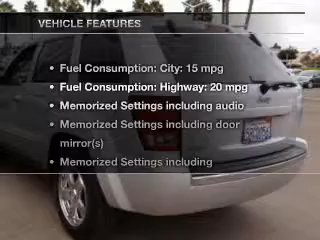 VEHICLE FEATURES
• Fuel Consumption: City: 15 mpg
• Fuel Consumption: Highway: 20 mpg
• Memorized Settings including audio
• Memorized Settings including door
mirror(s)
• Memorized Settings including
Jeep